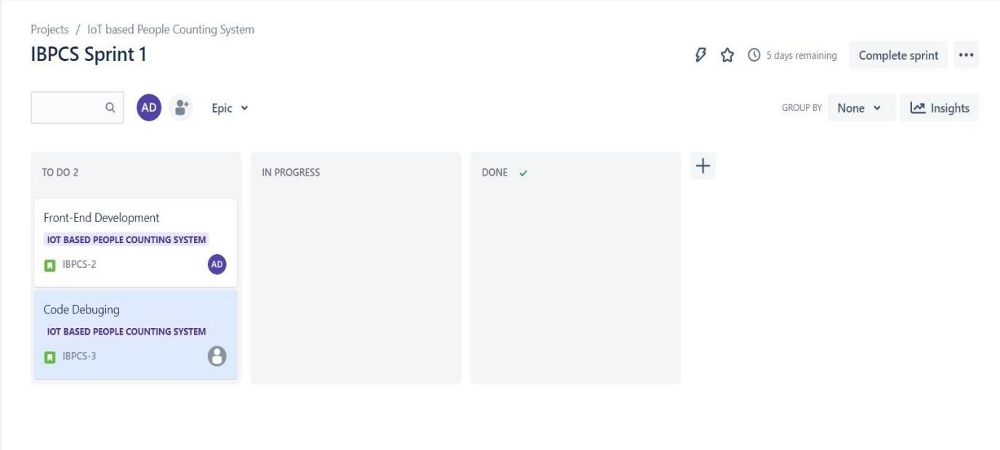 Projects / IoT based People Counting System
IBPCS Sprint 1
5 days remaining
Complete sprint
AD
Epic
GROUP BY
None
Insights
TO DO 2
IN PROGRESS
DONE
Front-End Development
IOT BASED PEOPLE COUNTING SYSTEM
IBPCS-2
AD
Code Debuging
IOT BASED PEOPLE COUNTING SYSTEM
IBPCS-3